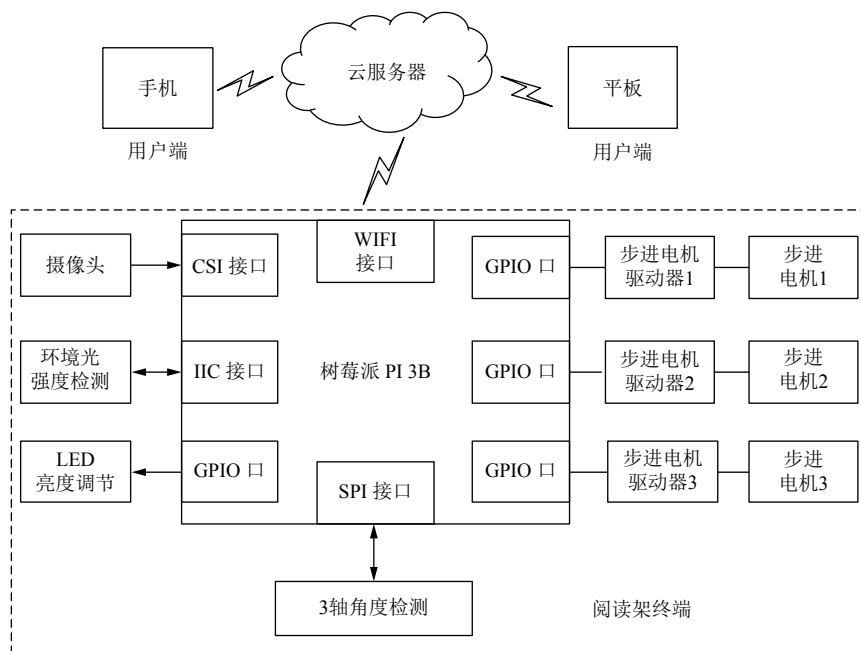 云服务器
手机
平板
用户端
用户端
WIFI
接口
摄像头
CSI 接口
GPIO 口
步进电机
驱动器1
步进
电机1
环境光
强度检测
IIC 接口
树莓派 PI 3B
GPIO 口
步进电机
驱动器2
步进
电机2
LED
亮度调节
GPIO 口
SPI 接口
GPIO 口
步进电机
驱动器3
步进
电机3
3轴角度检测
阅读架终端